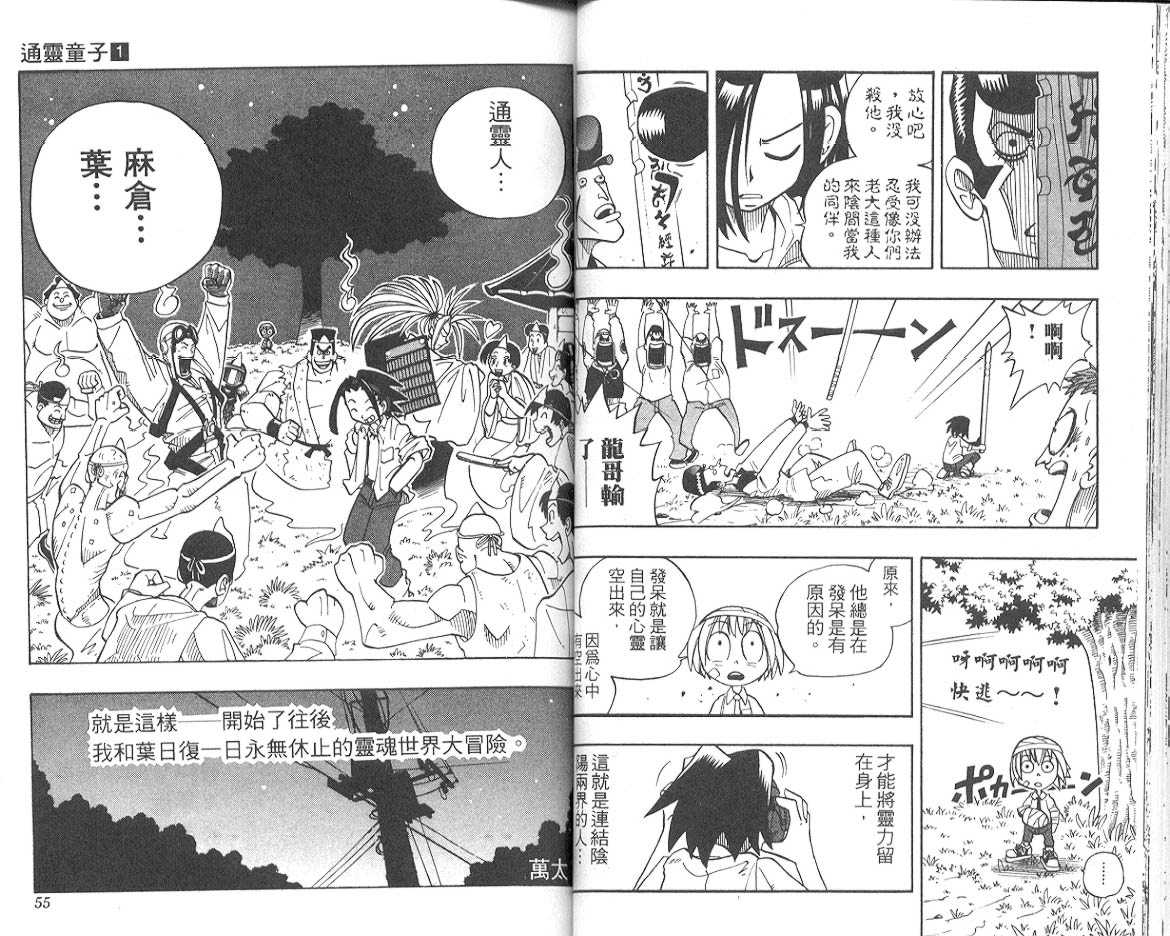 放心吧
，我沒
殺他。
我可沒辦法
忍受像你們
老大這種人
來陰間當我
的同伴。
啊啊
！
ドスーーン
龍哥輸
了——
呀啊啊啊啊
快逃～～！
ポカーーン
……
原來，
他總是在
發呆是有
原因的。
發呆就是讓
自己的心靈
空出來，
因為心中
有空出來
才能將靈力留
在身上，
這就是連結陰
陽兩界的人…
通靈童子1
通靈人…
麻倉…
葉…
就是這樣——開始了往後
我和葉日復一日永無休止的靈魂世界大冒險。
萬太
55